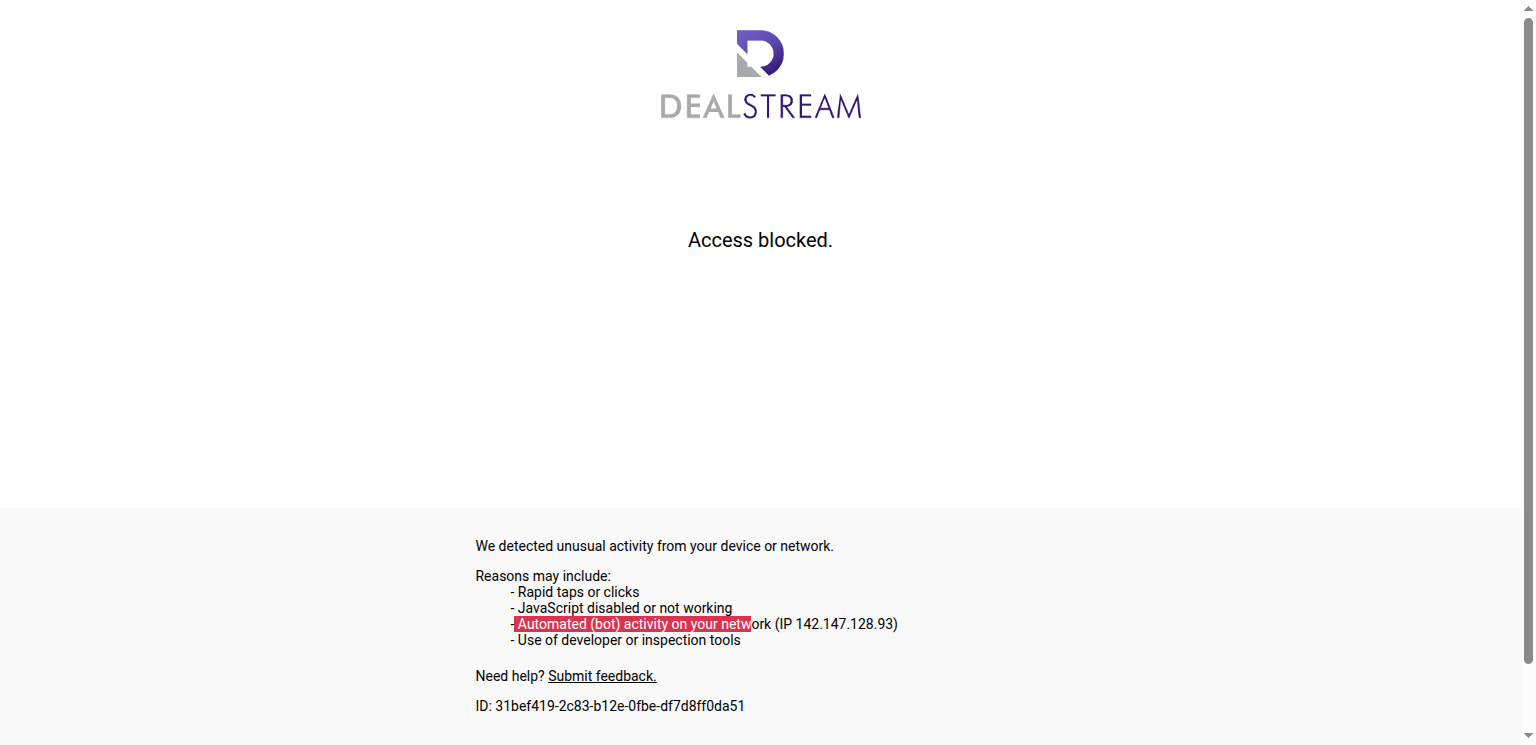 DEALSTREAM
Access blocked.
We detected unusual activity from your device or network.
Reasons may include:
- Rapid taps or clicks
- JavaScript disabled or not working
- Automated (bot) activity on your network (IP 142.147.128.93)
- Use of developer or inspection tools
Need help? Submit feedback.
ID: 31bef419-2c83-b12e-0fbe-df7d8ff0da51